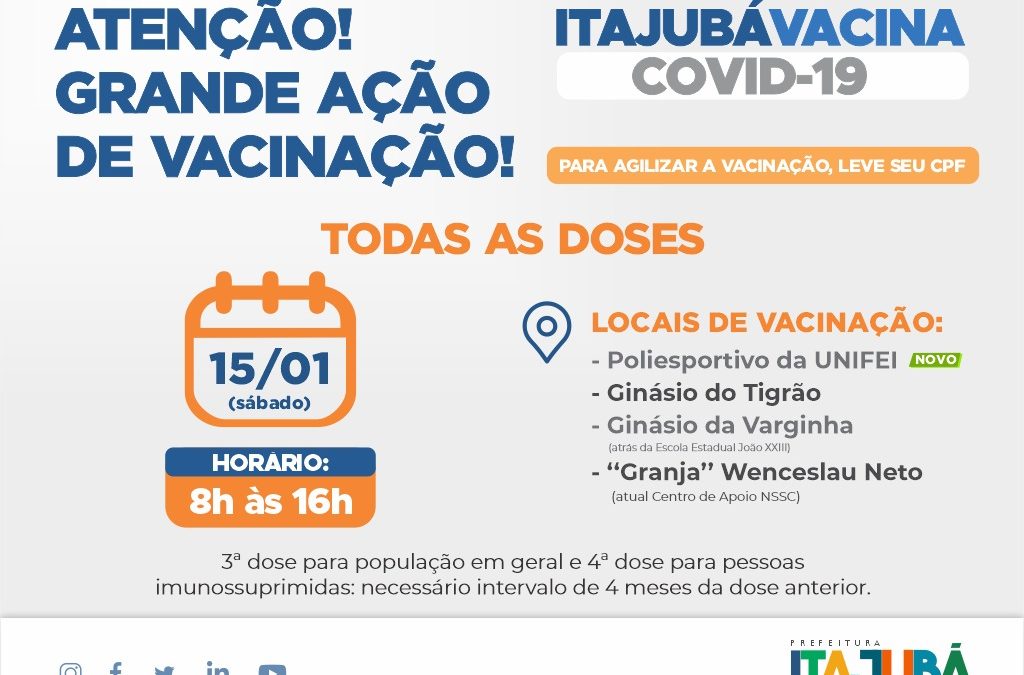 ATENÇÃO!
GRANDE AÇÃO
DE VACINAÇÃO!
ITAJUBÁVACINA
COVID-19
PARA AGILIZAR A VACINAÇÃO, LEVE SEU CPF
TODAS AS DOSES
15/01
(sábado)
HORÁRIO:
8h às 16h
LOCAIS DE VACINAÇÃO:
- Poliesportivo da UNIFEI NOVO
- Ginásio do Tigrão
- Ginásio da Varginha
(atrás da Escola Estadual João XXIII)
- “Granja” Wenceslau Neto
(atual Centro de Apoio NSSC)
3ª dose para população em geral e 4ª dose para pessoas
imunossuprimidas: necessário intervalo de 4 meses da dose anterior.
PREFEITURA
ITAJUBÁ